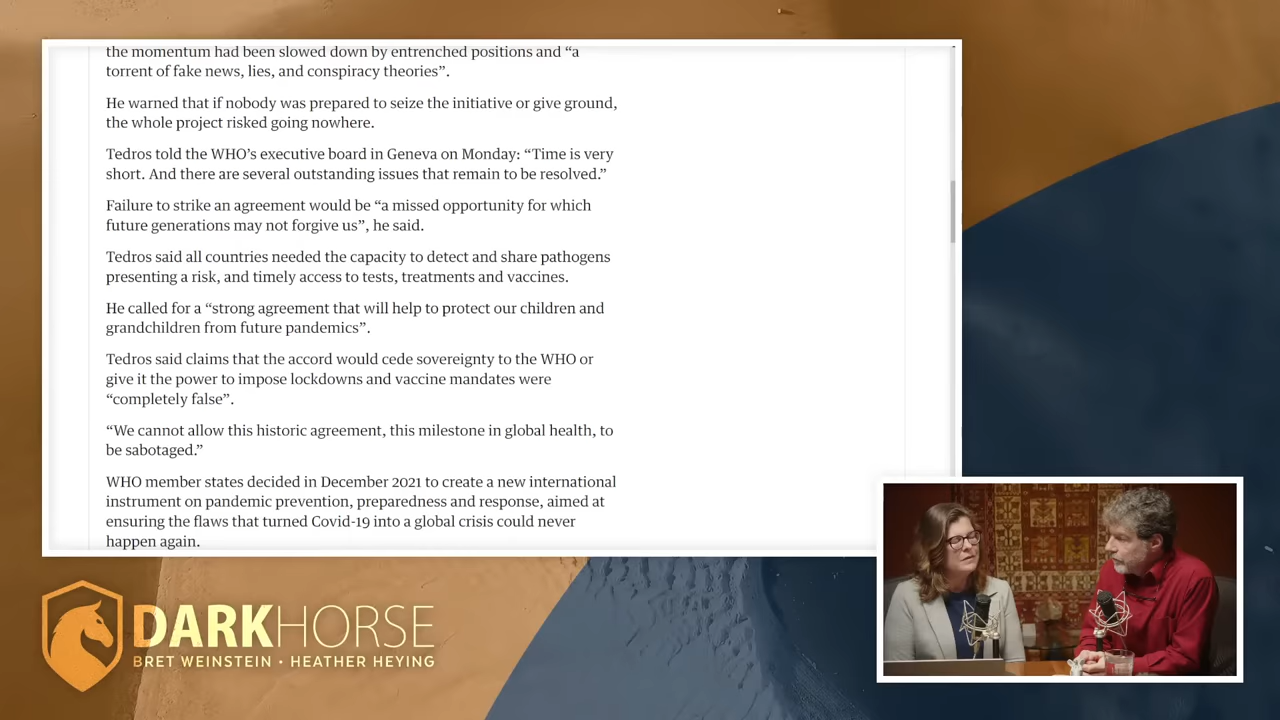 the momentum had been slowed down by entrenched positions and “a
torrent of fake news, lies, and conspiracy theories”.
He warned that if nobody was prepared to seize the initiative or give ground,
the whole project risked going nowhere.
Tedros told the WHO’s executive board in Geneva on Monday: “Time is very
short. And there are several outstanding issues that remain to be resolved.”
Failure to strike an agreement would be “a missed opportunity for which
future generations may not forgive us”, he said.
Tedros said all countries needed the capacity to detect and share pathogens
presenting a risk, and timely access to tests, treatments and vaccines.
He called for a “strong agreement that will help to protect our children and
grandchildren from future pandemics”.
Tedros said claims that the accord would cede sovereignty to the WHO or
give it the power to impose lockdowns and vaccine mandates were
“completely false”.
“We cannot allow this historic agreement, this milestone in global health, to
be sabotaged.”
WHO member states decided in December 2021 to create a new international
instrument on pandemic prevention, preparedness and response, aimed at
ensuring the flaws that turned Covid-19 into a global crisis could never
happen again.
DARKHORSE
BRET WEINSTEIN • HEATHER HEYING